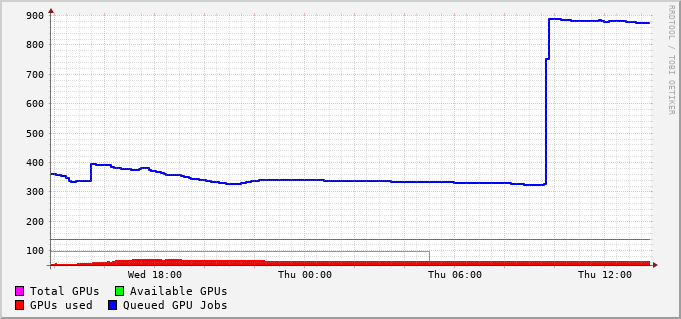 900
800
700
600
500
400
300
200
100
Wed 18:00 Thu 00:00 Thu 06:00 Thu 12:00
Total GPUs Available GPUs
GPUs used Queued GPU Jobs
RRDTOOL / TOBI OETIKER